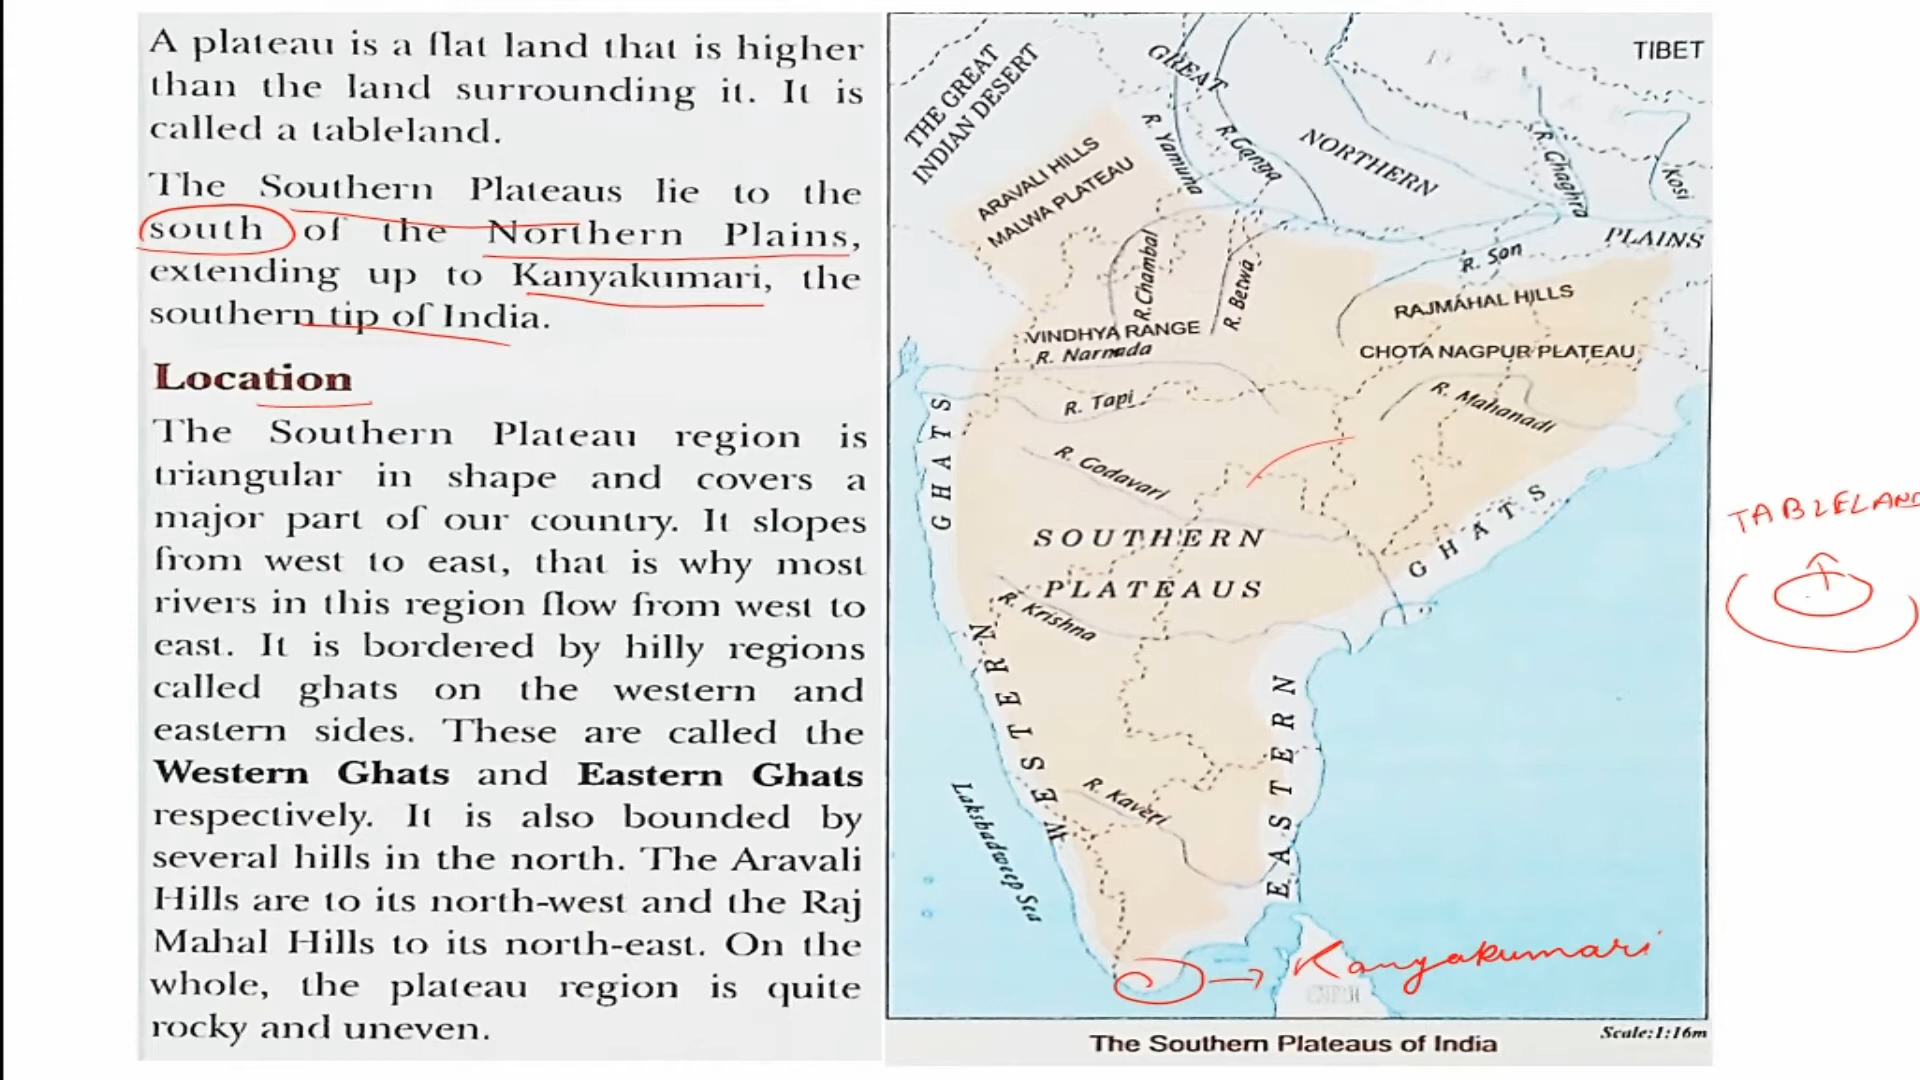 A plateau is a flat land that is higher
than the land surrounding it. It is
called a tableland.
The Southern Plateaus lie to the
south of the Northern Plains,
extending up to Kanyakumari, the
southern tip of India.
Location
The Southern Plateau region is
triangular in shape and covers a
major part of our country. It slopes
from west to east, that is why most
rivers in this region flow from west to
east. It is bordered by hilly regions
called ghats on the western and
eastern sides. These are called the
Western Ghats and Eastern Ghats
respectively. It is also bounded by
several hills in the north. The Aravali
Hills are to its north-west and the Raj
Mahal Hills to its north-east. On the
whole, the plateau region is quite
rocky and uneven.
TIBET
THE GREAT
INDIAN DESERT
GREAT
NORTHERN
PLAINS
R. Yamuna
R. Ganga
R. Ghaghra
Kosi
ARAVALI HILLS
MALWA PLATEAU
R. Chambal
R. Betwa
R. Son
RAJMAHAL HILLS
VINDHYA RANGE
R. Narmada
CHOTA NAGPUR PLATEAU
R. Tapi
R. Mahanadi
R. Godavari
SOUTHERN
PLATEAUS
R. Krishna
R. Kaveri
WESTERN
GHATS
EASTERN
GHATS
Lakshadweep Sea
Kanyakumari
TABLELAND
Scale:1:16m
The Southern Plateaus of India